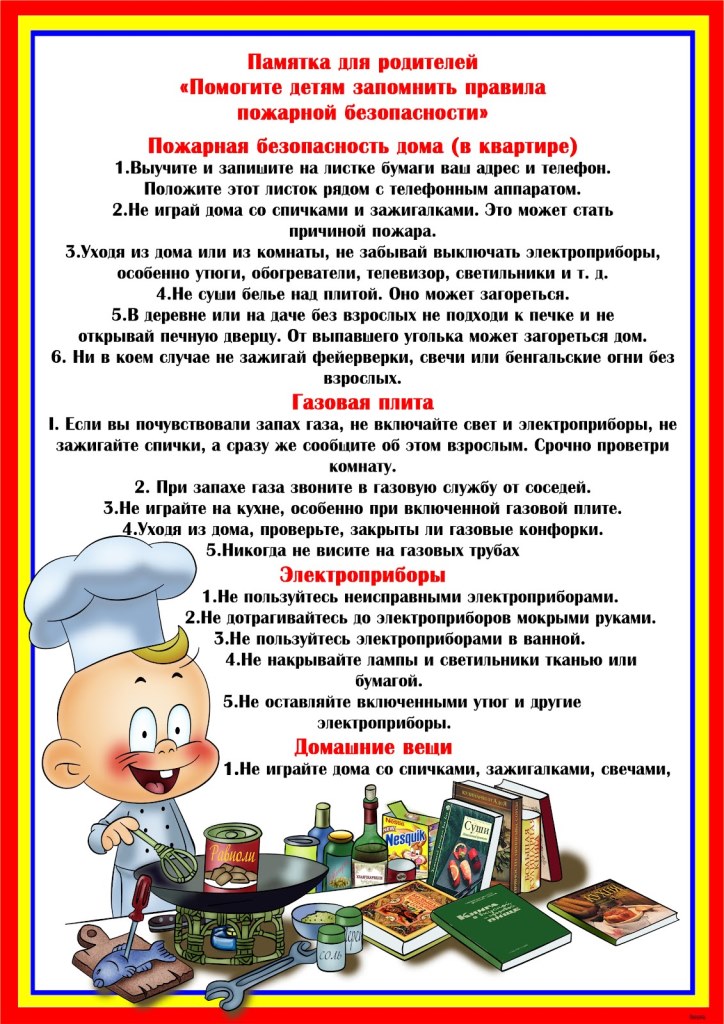 Памятка для родителей
«Помогите детям запомнить правила
пожарной безопасности»
Пожарная безопасность дома (в квартире)
1.Выучите и запишите на листке бумаги ваш адрес и телефон.
Положите этот листок рядом с телефонным аппаратом.
2.Не играй дома со спичками и зажигалками. Это может стать
причиной пожара.
3.Уходя из дома или из комнаты, не забывай выключать электроприборы,
особенно утюги, обогреватели, телевизор, светильники и т. д.
4.Не суши белье над плитой. Оно может загореться.
5.В деревне или на даче без взрослых не подходи к печке и не
открывай печную дверцу. От выпавшего уголька может загореться дом.
6. Ни в коем случае не зажигай фейерверки, свечи или бенгальские огни без
взрослых.
Газовая плита
I. Если вы почувствовали запах газа, не включайте свет и электроприборы, не
зажигайте спички, а сразу же сообщите об этом взрослым. Срочно проветри
комнату.
2. При запахе газа звоните в газовую службу от соседей.
3.Не играйте на кухне, особенно при включенной газовой плите.
4.Уходя из дома, проверьте, закрыты ли газовые конфорки.
5.Никогда не висите на газовых трубах
Электроприборы
1.Не пользуйтесь неисправными электроприборами.
2.Не дотрагивайтесь до электроприборов мокрыми руками.
3.Не пользуйтесь электроприборами в ванной.
4.Не накрывайте лампы и светильники тканью или
бумагой.
5.Не оставляйте включенными утюг и другие
электроприборы.
Домашние вещи
1.Не играйте дома со спичками, зажигалками, свечами,
Равиоли
Nesquik
Суши
Книга
соль